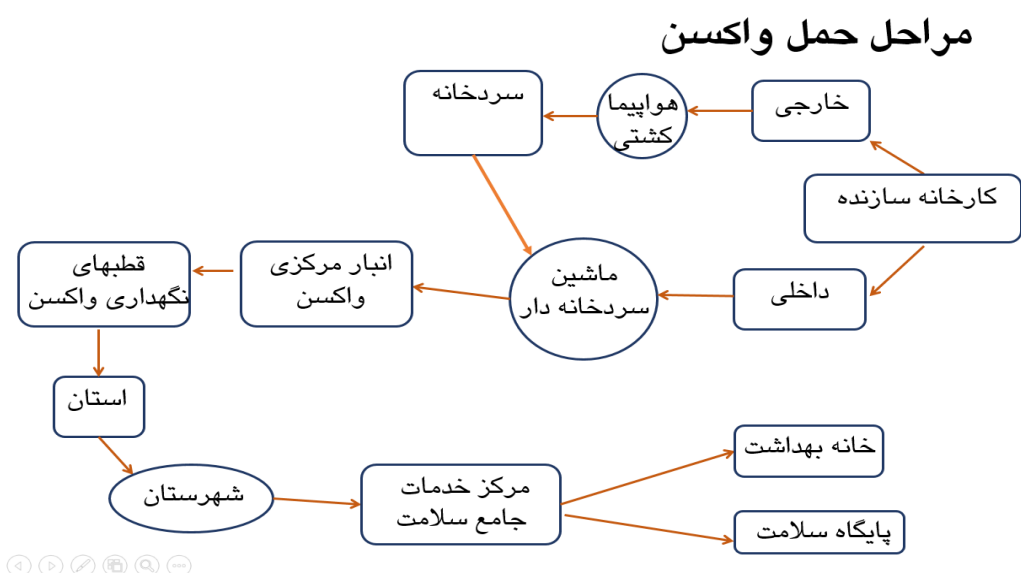 مراحل حمل واکسن
کارخانه سازنده
خارجی
هواپیما
کشتی
سردخانه
داخلی
ماشین
سردخانه دار
انبار مرکزی
واکسن
قطبهای
نگهداری واکسن
استان
شهرستان
مرکز خدمات
جامع سلامت
خانه بهداشت
پایگاه سلامت